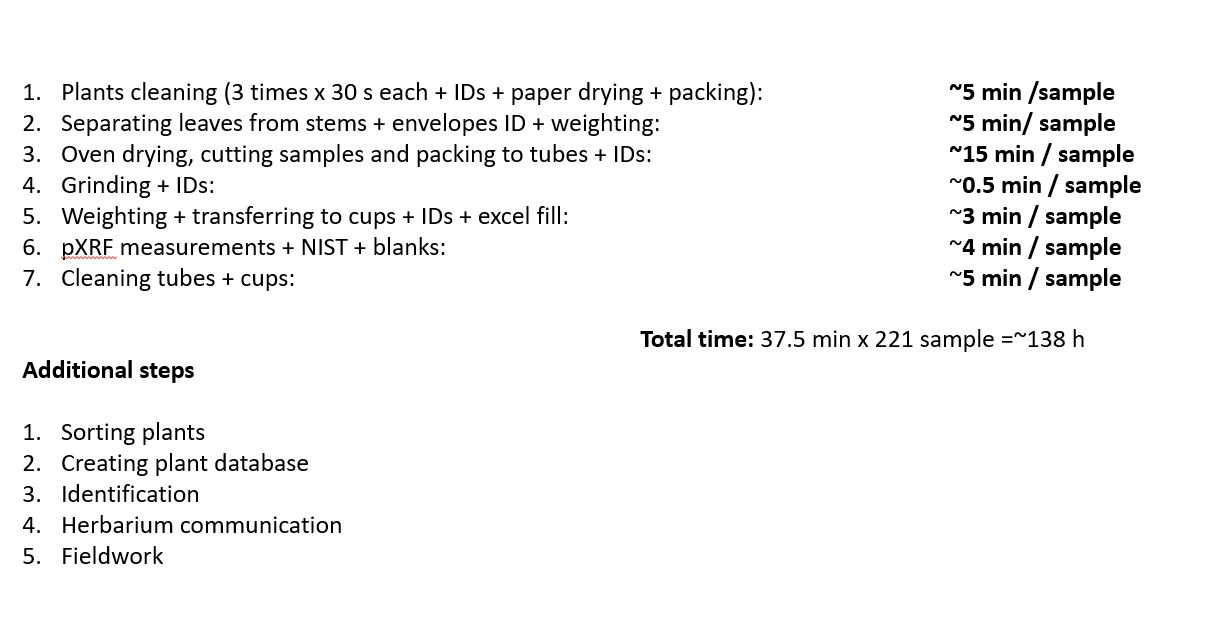 1. Plants cleaning (3 times x 30 s each + IDs + paper drying + packing): ~5 min /sample
2. Separating leaves from stems + envelopes ID + weighting: ~5 min/ sample
3. Oven drying, cutting samples and packing to tubes + IDs: ~15 min / sample
4. Grinding + IDs: ~0.5 min / sample
5. Weighting + transferring to cups + IDs + excel fill: ~3 min / sample
6. pXRF measurements + NIST + blanks: ~4 min / sample
7. Cleaning tubes + cups: ~5 min / sample
Total time: 37.5 min x 221 sample =~138 h
Additional steps
1. Sorting plants
2. Creating plant database
3. Identification
4. Herbarium communication
5. Fieldwork